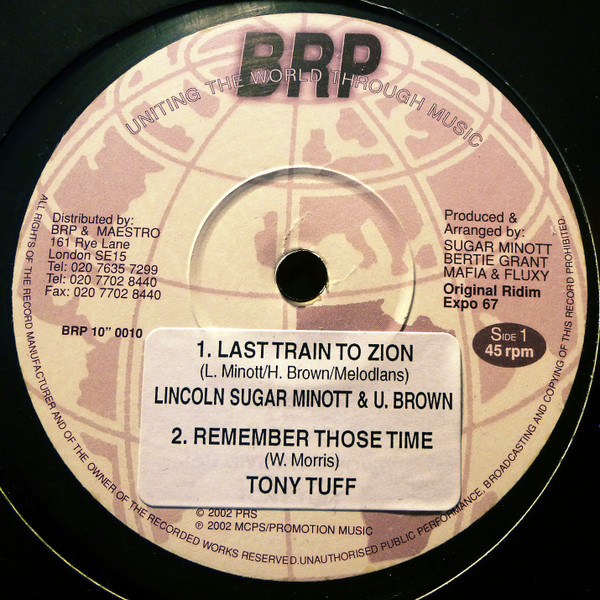 BRP
UNITING THE WORLD THROUGH MUSIC
Distributed by:
BRP & MAESTRO
161 Rye Lane
London SE15
Tel: 020 7635 7299
Tel: 020 7702 8440
Fax: 020 7702 8440
BRP 10" 0010
Produced &
Arranged by:
SUGAR MINOTT
BERTIE GRANT
MAFIA & FLUXY
Original Ridim
Expo 67
SIDE 1
45 rpm
1. LAST TRAIN TO ZION
(L. Minott/H. Brown/Melodians)
LINCOLN SUGAR MINOTT & U. BROWN
2. REMEMBER THOSE TIME
(W. Morris)
TONY TUFF
© 2002 PRS
℗ 2002 MCPS/PROMOTION MUSIC
ALL RIGHTS OF THE RECORD MANUFACTURER AND OF THE OWNER OF THE RECORDED WORKS RESERVED.UNAUTHORISED PUBLIC PERFORMANCE, BROADCASTING AND COPYING OF THIS RECORD PROHIBITED